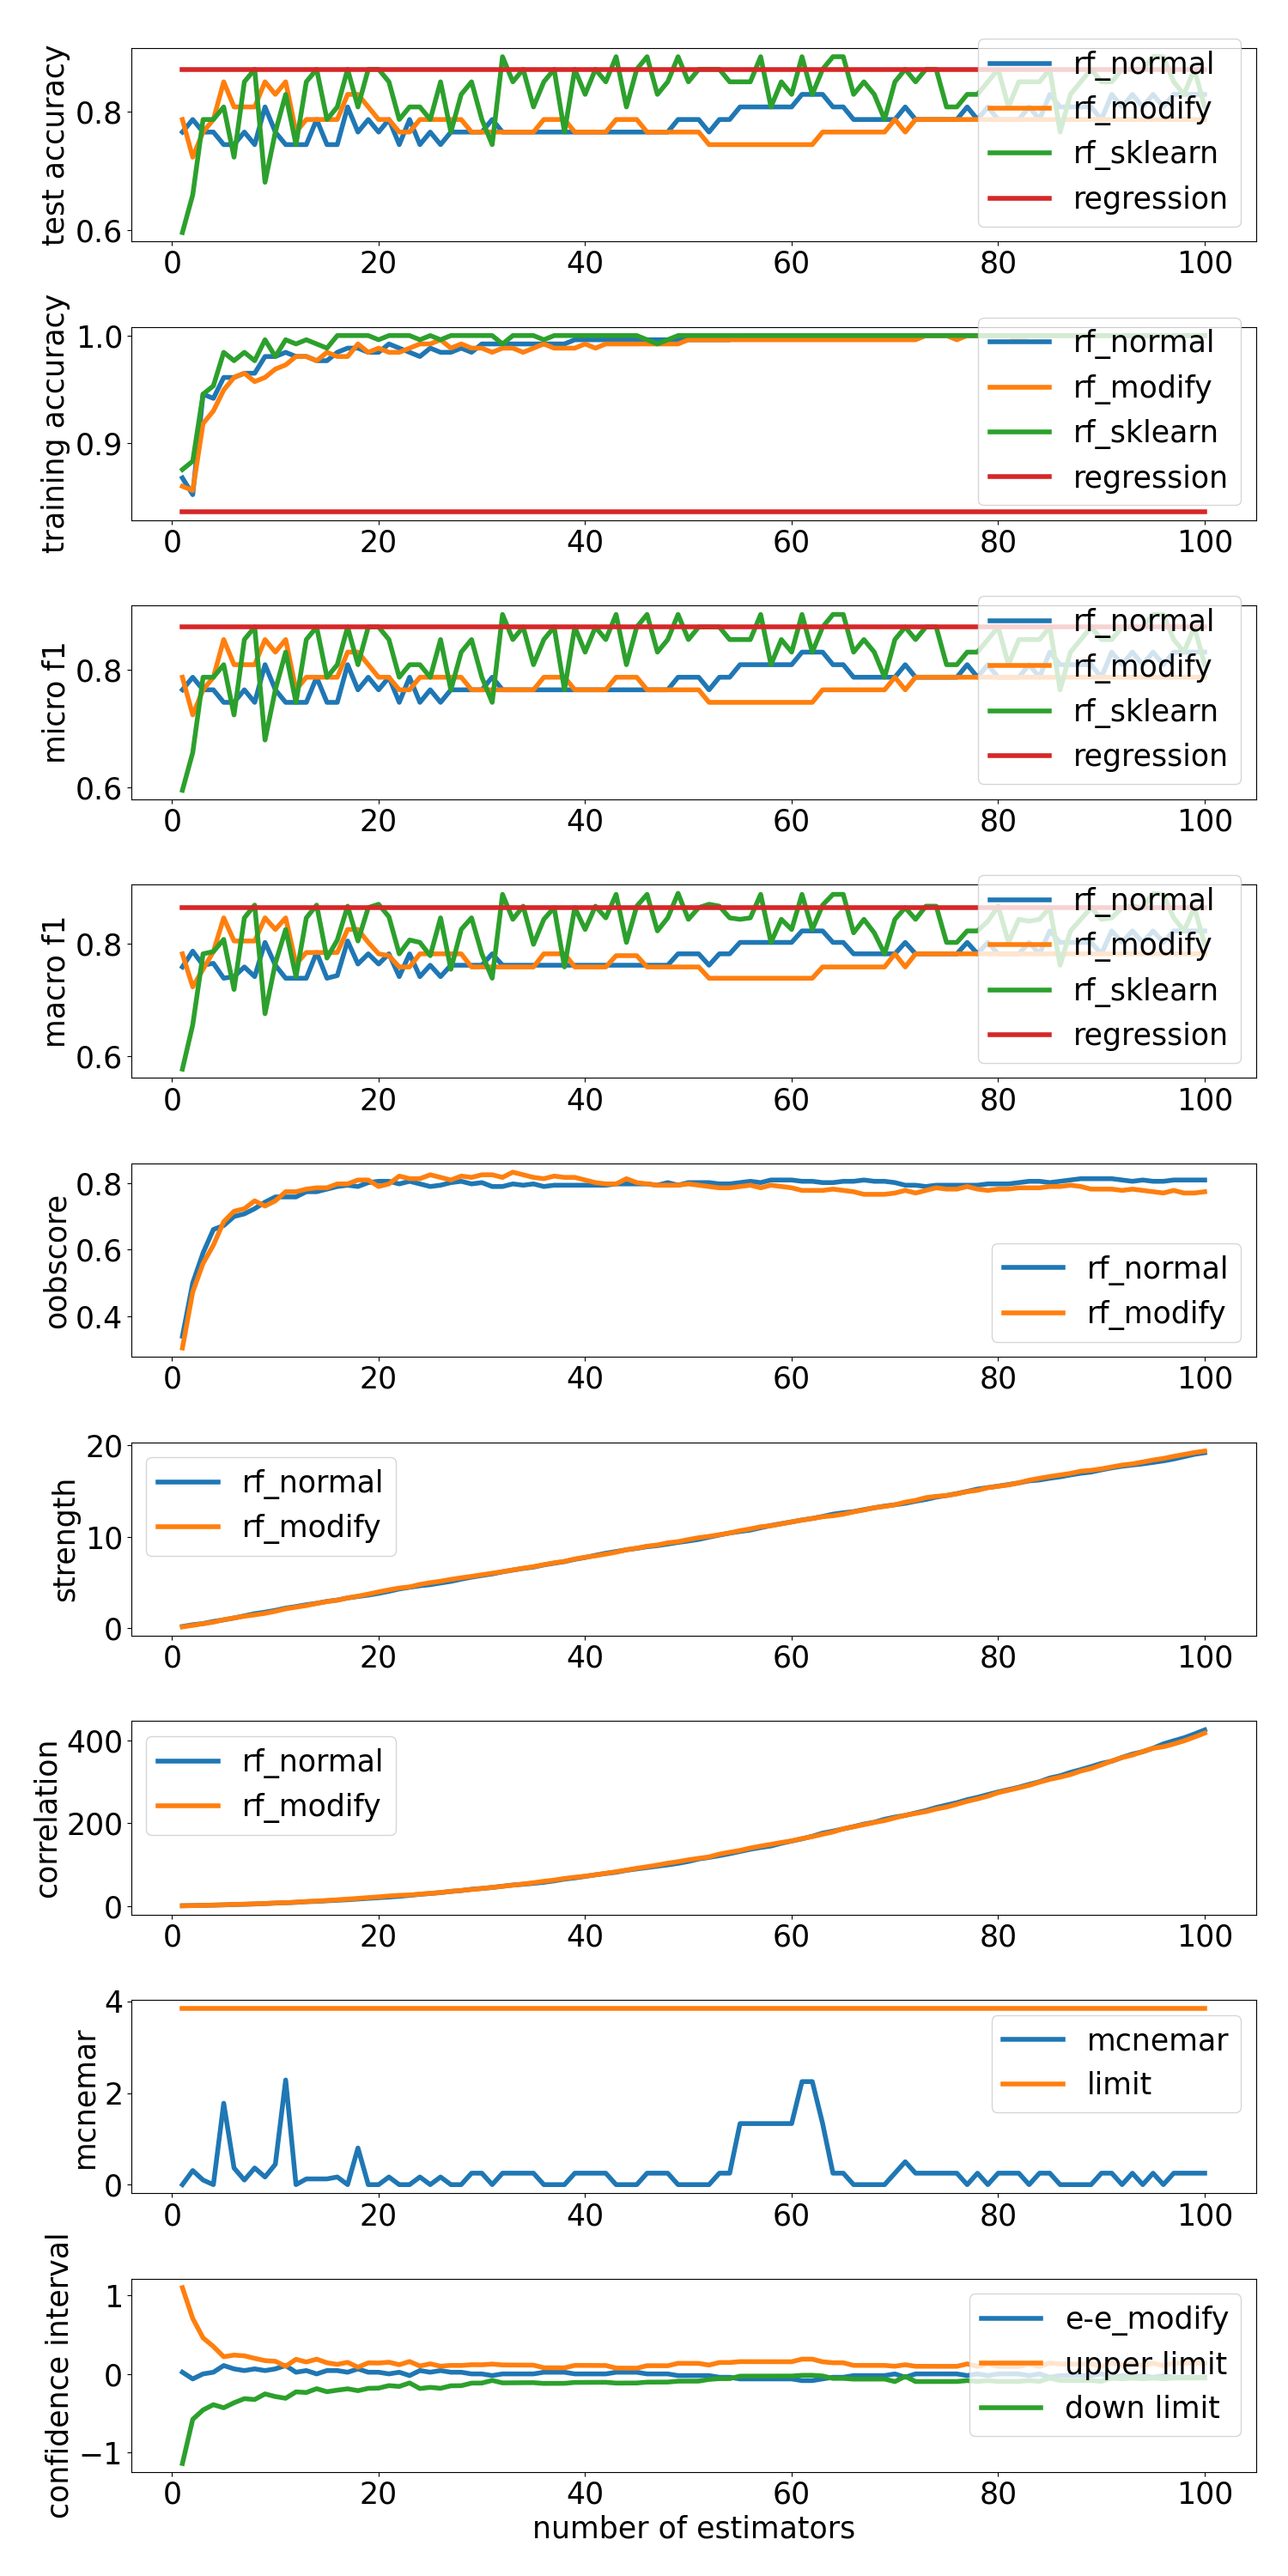 test accuracy
0.8
0.6
0 20 40 60 80 100
rf_normal
rf_modify
rf_sklearn
regression
training accuracy
1.0
0.9
0 20 40 60 80 100
rf_normal
rf_modify
rf_sklearn
regression
micro f1
0.8
0.6
0 20 40 60 80 100
rf_normal
rf_modify
rf_sklearn
regression
macro f1
0.8
0.6
0 20 40 60 80 100
rf_normal
rf_modify
rf_sklearn
regression
oobscore
0.8
0.6
0.4
0 20 40 60 80 100
rf_normal
rf_modify
strength
20
10
0
0 20 40 60 80 100
rf_normal
rf_modify
correlation
400
200
0
0 20 40 60 80 100
rf_normal
rf_modify
mcnemar
4
2
0
0 20 40 60 80 100
mcnemar
limit
confidence interval
1
0
−1
0 20 40 60 80 100
e-e_modify
upper limit
down limit
number of estimators